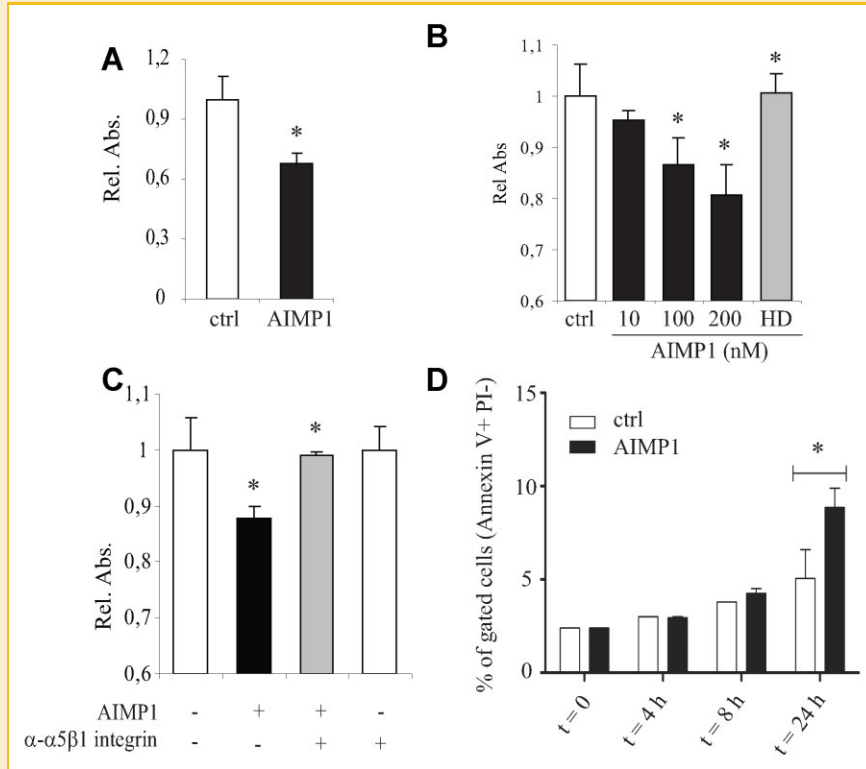 A
1,2
0,9
0,6
0,3
0
Rel. Abs.
*
ctrl AIMP1
B
1,1
1
0,9
0,8
0,7
0,6
Rel Abs
* * *
ctrl 10 100 200 HD
AIMP1 (nM)
C
1,1
1
0,9
0,8
0,7
0,6
Rel. Abs.
* *
AIMP1 - + + -
α-α5β1 integrin - - + +
D
15
10
5
0
% of gated cells (Annexin V+ PI-)
ctrl
AIMP1
*
t = 0 t = 4 h t = 8 h t = 24 h